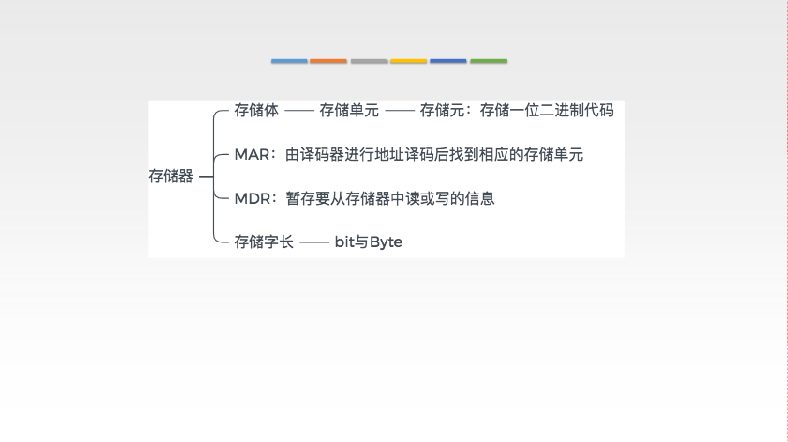 存储体 存储单元 存储元：存储一位二进制代码
MAR：由译码器进行地址译码后找到相应的存储单元
存储器
MDR：暂存要从存储器中读或写的信息
存储字长 bit与Byte